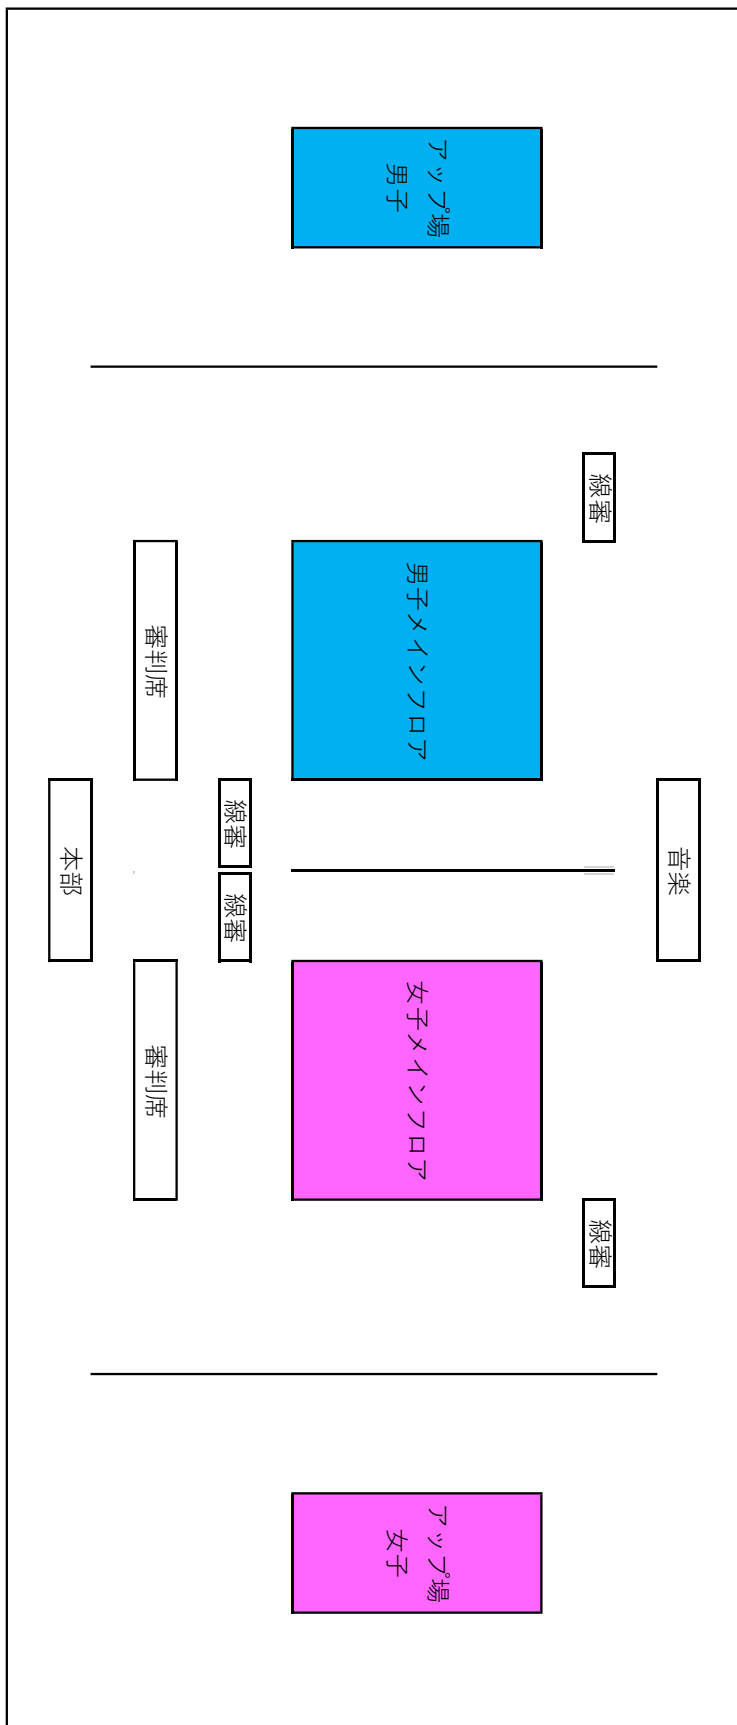 アップ場
男子
線審
男子メインフロア
審判席
線審
音楽
本部
線審
女子メインフロア
審判席
線審
アップ場
女子